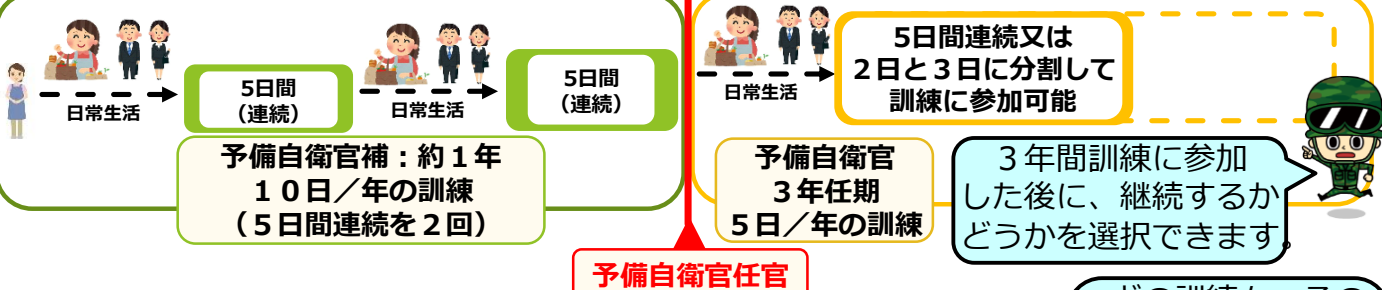 日常生活
5日間
（連続）
日常生活
5日間
（連続）
予備自衛官補：約１年
１０日／年の訓練
（５日間連続を２回）
日常生活
5日間連続又は
２日と３日に分割して
訓練に参加可能
予備自衛官
３年任期
５日／年の訓練
３年間訓練に参加
した後に、継続するか
どうかを選択できます。
予備自衛官任官